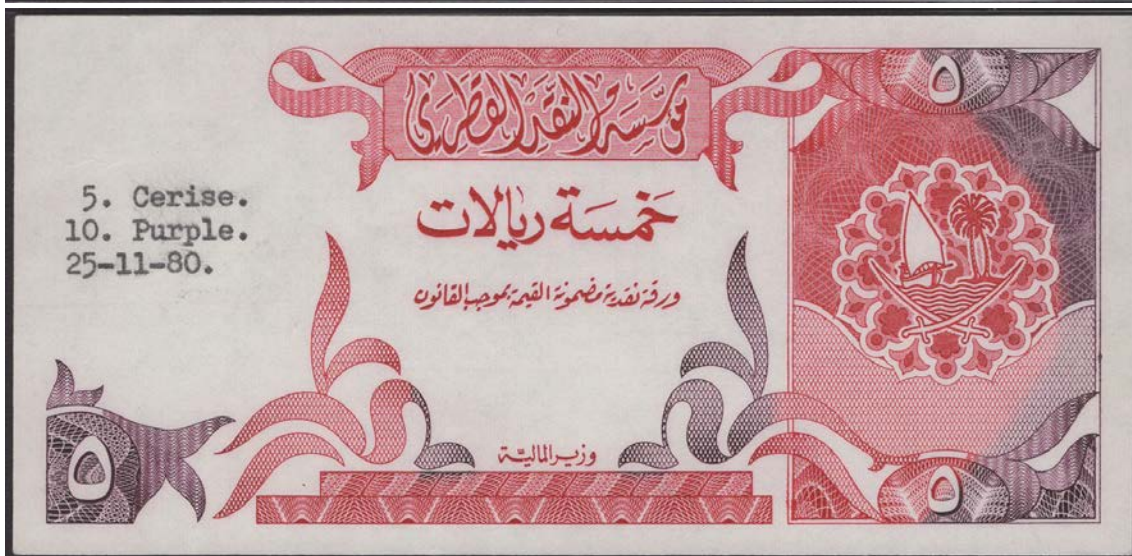 مؤسسة النقد القطري
٥
5. Cerise.
10. Purple.
25-11-80.
خمسة ريالات
ورقة نقدية مضمونة القيمة بموجب القانون
وزير المالية
٥
٥